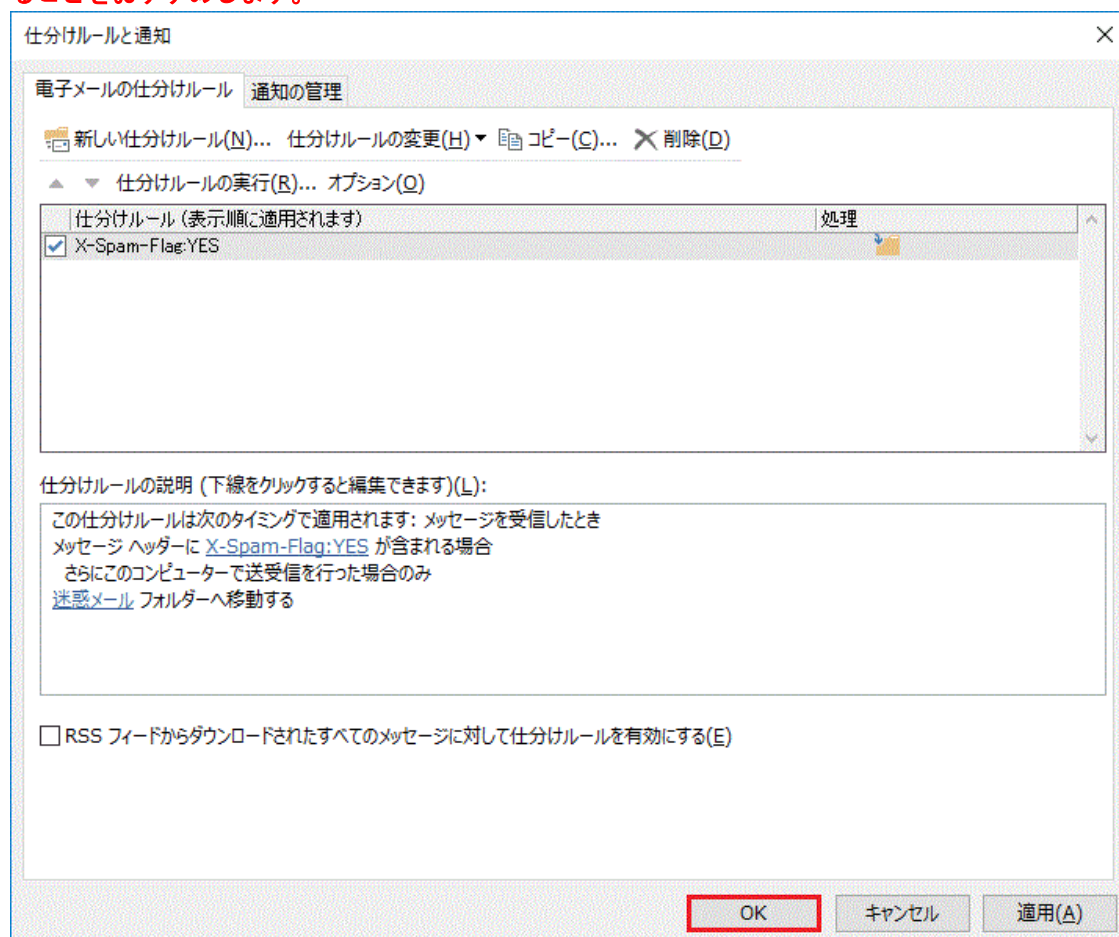 ることをおすすめします。
仕分けルールと通知
電子メールの仕分けルール 通知の管理
新しい仕分けルール(N)... 仕分けルールの変更(H) コピー(C)... 削除(D)
仕分けルールの実行(R)... オプション(O)
仕分けルール (表示順に適用されます) 処理
X-Spam-Flag:YES
仕分けルールの説明 (下線をクリックすると編集できます)(L):
この仕分けルールは次のタイミングで適用されます: メッセージを受信したとき
メッセージ ヘッダーに X-Spam-Flag:YES が含まれる場合
さらにこのコンピューターで送受信を行った場合のみ
迷惑メール フォルダーへ移動する
RSS フィードからダウンロードされたすべてのメッセージに対して仕分けルールを有効にする(E)
OK キャンセル 適用(A)